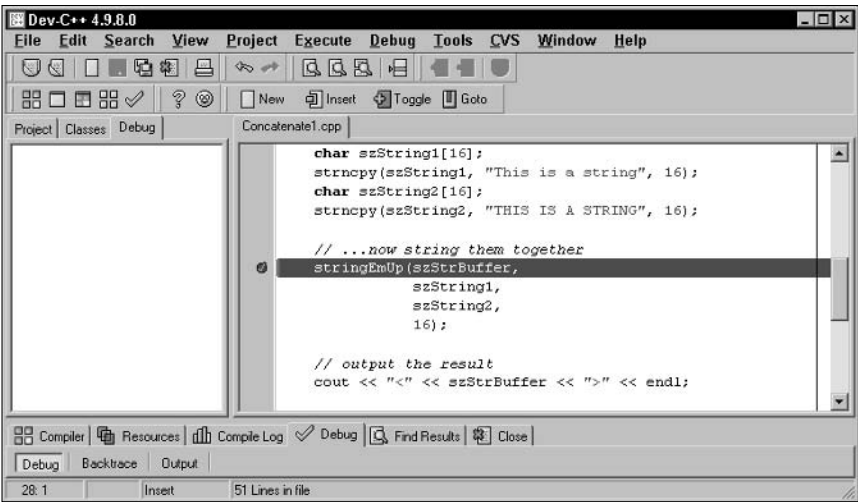 Dev-C++ 4.9.8.0
File Edit Search View Project Execute Debug Tools CVS Window Help
New Insert Toggle Goto
Project Classes Debug Concatenate1.cpp
char szString1[16];
strncpy(szString1, "This is a string", 16);
char szString2[16];
strncpy(szString2, "THIS IS A STRING", 16);
// ...now string them together
stringEmUp(szStrBuffer,
szString1,
szString2,
16);
// output the result
cout << "<" << szStrBuffer << ">" << endl;
Compiler Resources Compile Log Debug Find Results Close
Debug Backtrace Output
28: 1 Insert 51 Lines in file